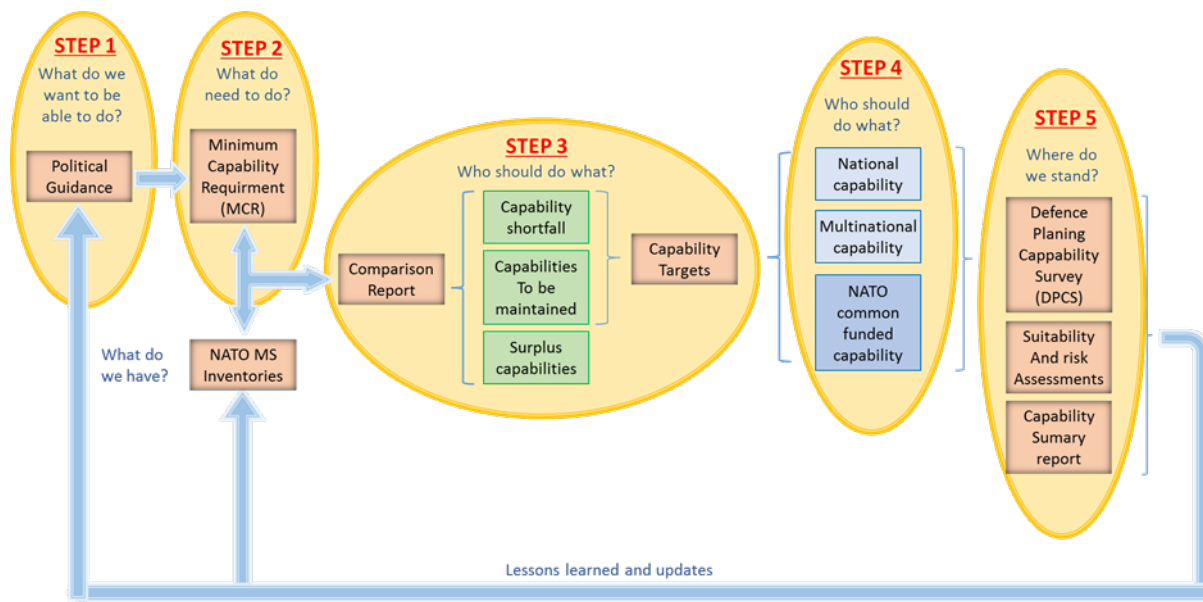 STEP 1
What do we
want to be
able to do?
Political
Guidance
STEP 2
What do
need to do?
Minimum
Capability
Requirment
(MCR)
What do
we have?
NATO MS
Inventories
STEP 3
Who should do what?
Comparison
Report
Capability
shortfall
Capabilities
To be
maintained
Surplus
capabilities
Capability
Targets
STEP 4
Who should
do what?
National
capability
Multinational
capability
NATO
common
funded
capability
STEP 5
Where do
we stand?
Defence
Planing
Cappability
Survey
(DPCS)
Suitability
And risk
Assessments
Capability
Sumary
report
Lessons learned and updates